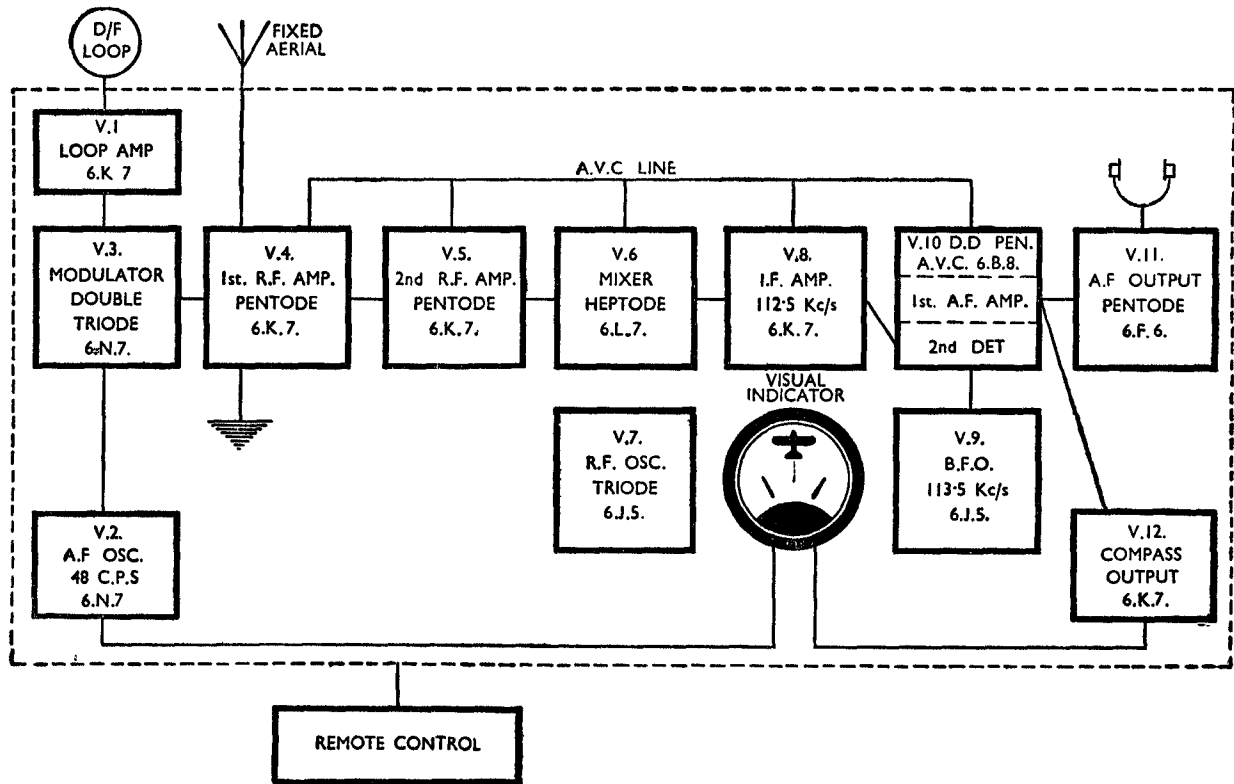 D/F
LOOP
FIXED
AERIAL
V.1
LOOP AMP
6.K 7
A.V.C LINE
V.3.
MODULATOR
DOUBLE
TRIODE
6.N.7.
V.4.
1st. R.F. AMP.
PENTODE
6.K.7.
V.5.
2nd R.F. AMP.
PENTODE
6.K.7.
V.6
MIXER
HEPTODE
6.L.7.
V.8.
I.F. AMP.
112·5 Kc/s
6.K.7.
V.10 D.D PEN.
A.V.C. 6.B.8.
1st. A.F. AMP.
2nd DET
V.11.
A.F OUTPUT
PENTODE
6.F.6.
V.7.
R.F. OSC.
TRIODE
6.J.5.
VISUAL
INDICATOR
V.9.
B.F.O.
113·5 Kc/s
6.J.5.
V.2.
A.F OSC.
48 C.P.S
6.N.7
V.12.
COMPASS
OUTPUT
6.K.7.
REMOTE CONTROL